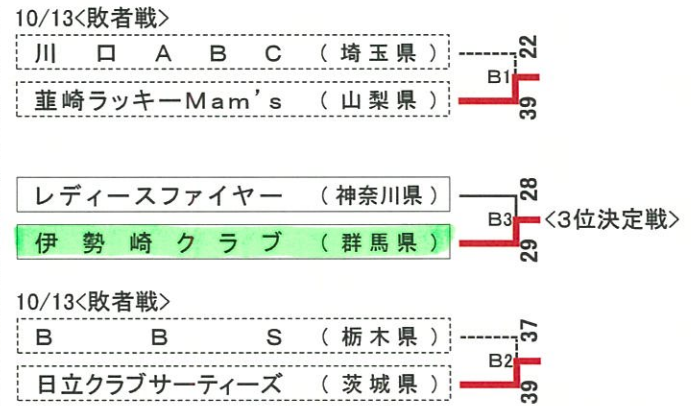 10/13<敗者戦>
川口ABC (埼玉県) 22
B1
韮崎ラッキーMam's (山梨県) 39
レディースファイヤー (神奈川県) 28
B3 <3位決定戦>
伊勢崎クラブ (群馬県) 29
10/13<敗者戦>
BBS (栃木県) 37
B2
日立クラブサーティーズ (茨城県) 39